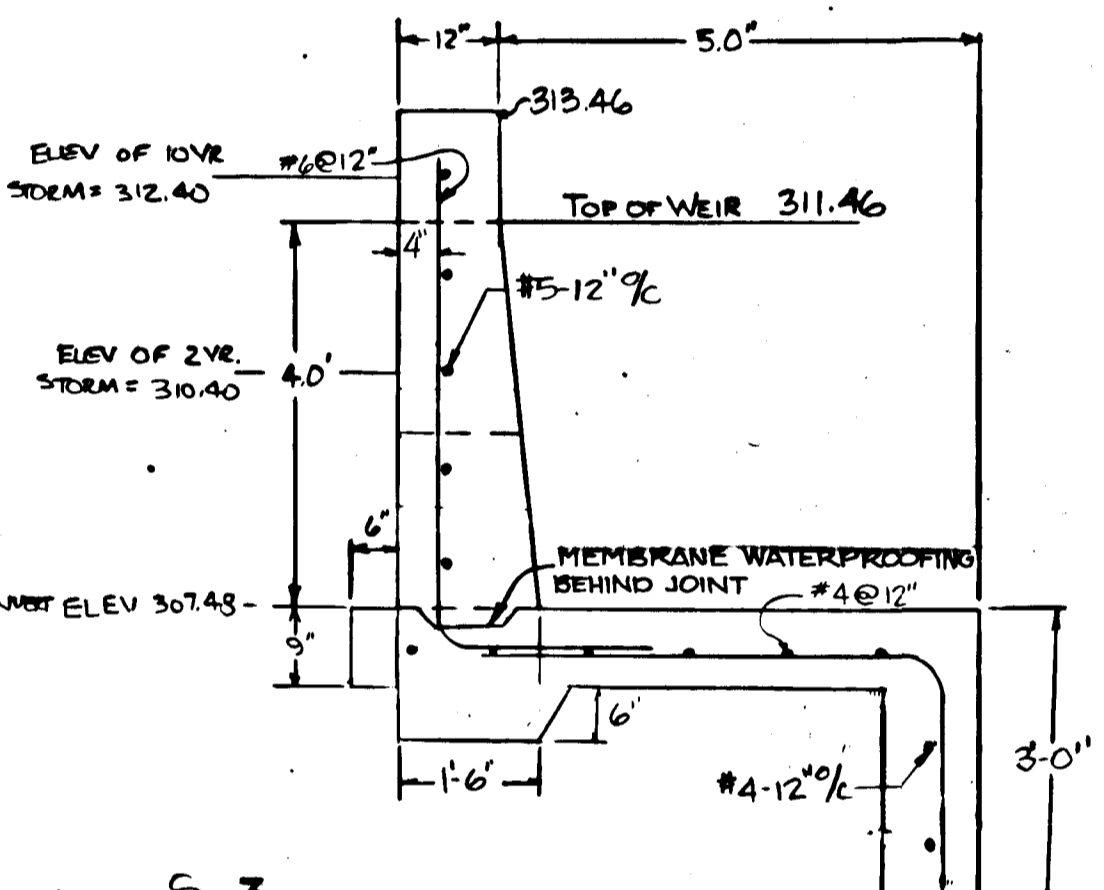 12"
5.0"
313.46
ELEV OF 10YR
STORM = 312.40
#6@12"
TOP OF WEIR 311.46
4"
#5-12" O/C
ELEV OF 2YR.
STORM = 310.40
4.0'
6"
MEMBRANE WATERPROOFING
BEHIND JOINT
#4@12"
ELEV 307.48
9"
6"
1'-6"
#4-12" O/C
3'-0"